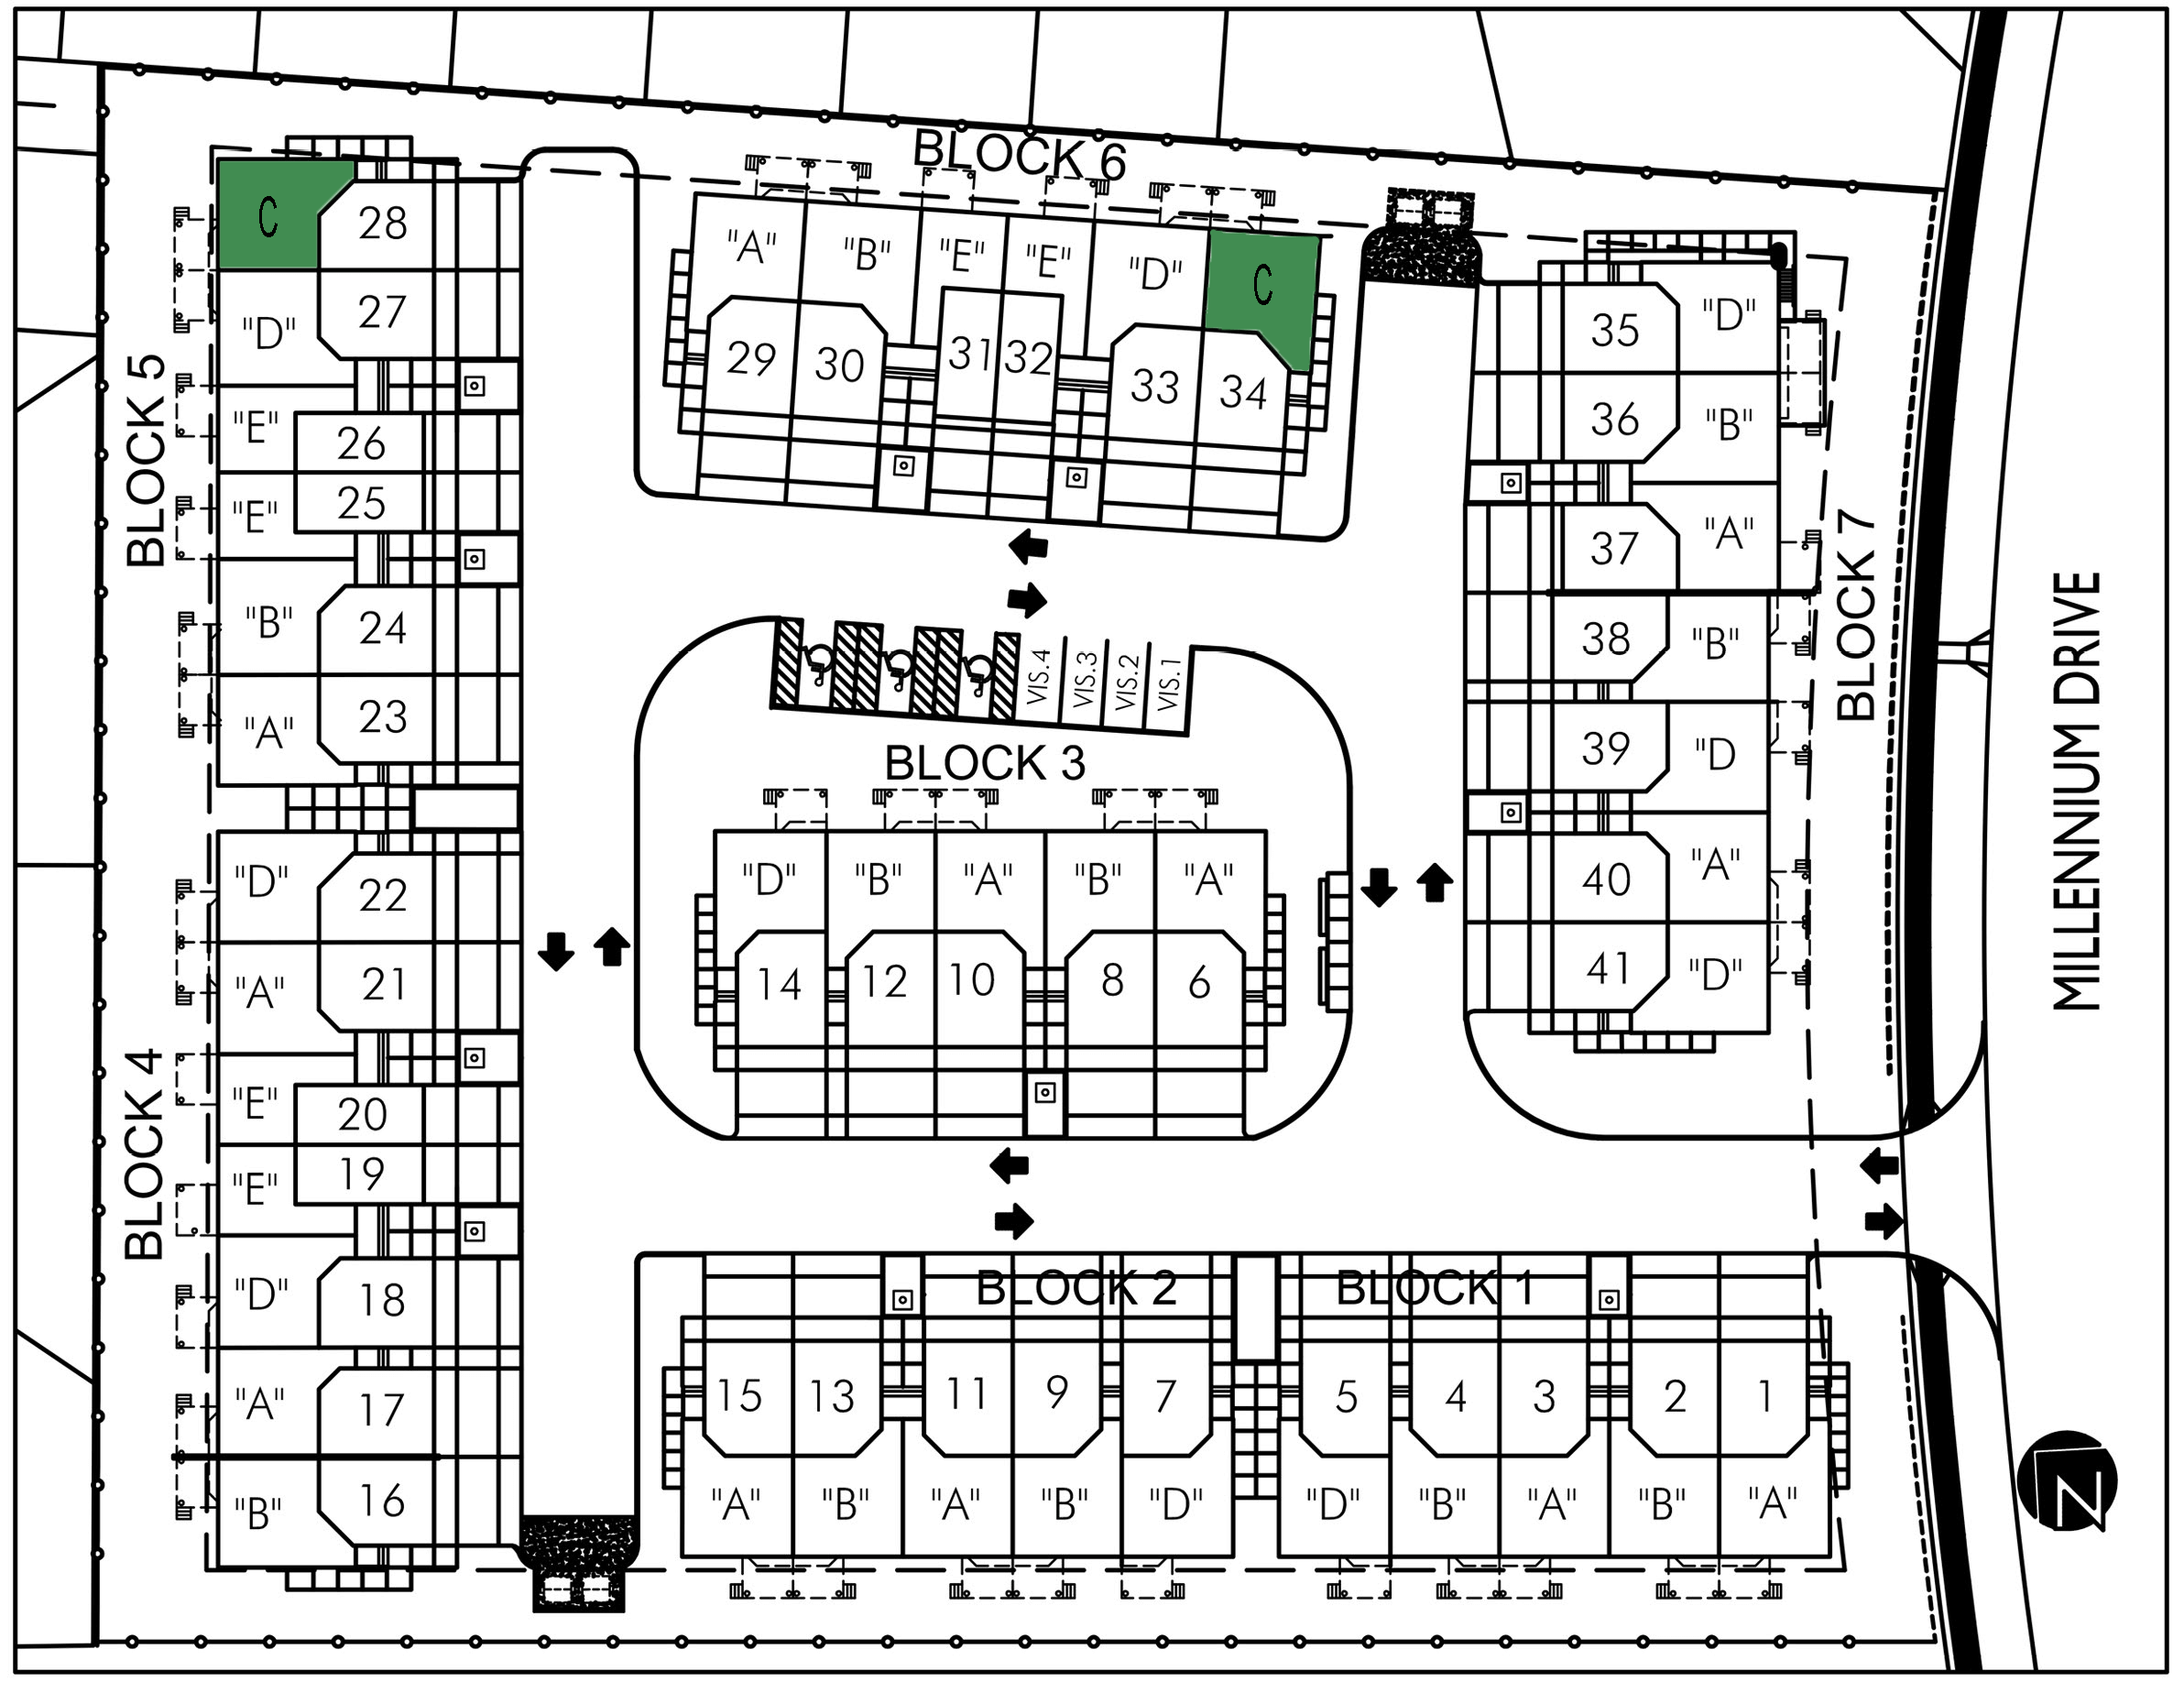 BLOCK 6
C
28
"D"
27
"E"
26
"E"
25
"B"
24
"A"
23
BLOCK 5
"A"
"B"
"E"
"E"
"D"
C
29
30
31
32
33
34
35
"D"
36
"B"
37
"A"
38
"B"
39
"D
40
"A"
41
"D"
BLOCK 7
MILLENNIUM DRIVE
VIS.4
VIS.3
VIS.2
VIS.1
BLOCK 3
"D"
"B"
"A"
"B"
"A"
14
12
10
8
6
"D"
22
"A"
21
"E"
20
"E"
19
"D"
18
"A"
17
"B"
16
BLOCK 4
BLOCK 2
BLOCK 1
15
13
11
9
7
5
4
3
2
1
"A"
"B"
"A"
"B"
"D"
"D"
"B"
"A"
"B"
"A"
N